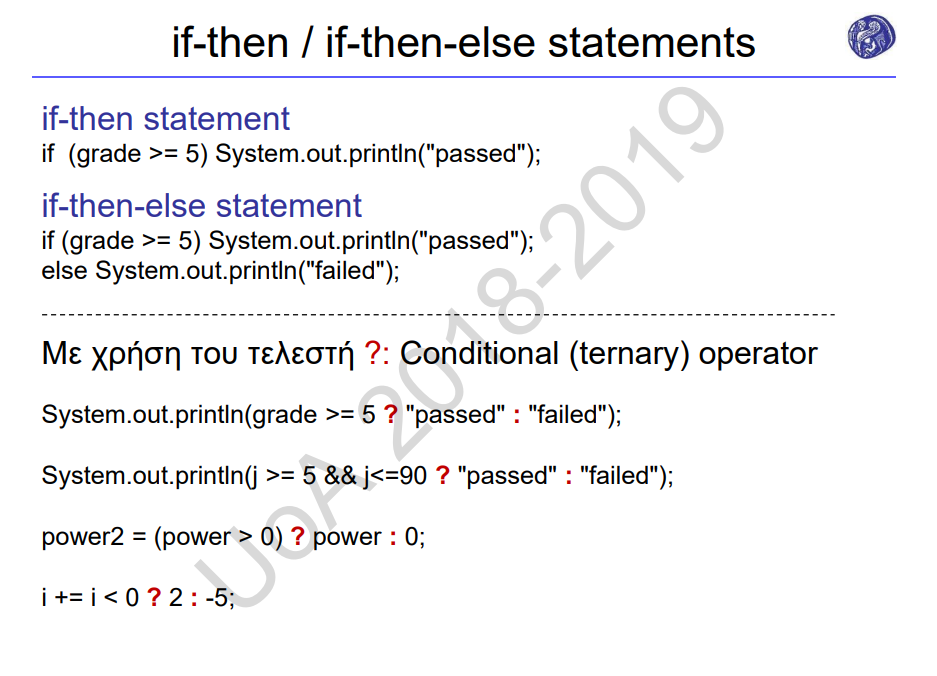 if-then / if-then-else statements
if-then statement
if  (grade >= 5) System.out.println("passed");
if-then-else statement
if (grade >= 5) System.out.println("passed");
else System.out.println("failed");
--------------------------------------------------------------------------------------------
Με χρήση του τελεστή ?: Conditional (ternary) operator
System.out.println(grade >= 5 ? "passed" : "failed");
System.out.println(j >= 5 && j<=90 ? "passed" : "failed");
power2 = (power > 0) ? power : 0;
i += i < 0 ? 2 : -5;
UoA 2018-2019